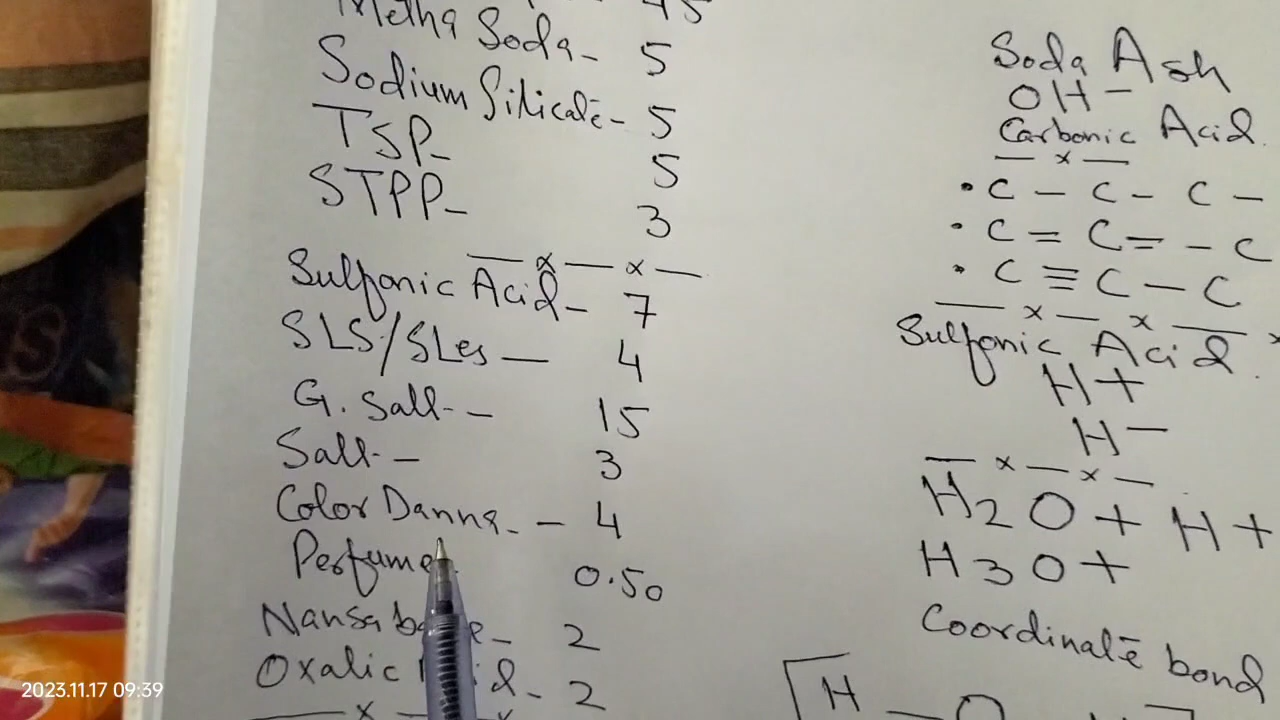 Metha Soda - 5
45
Sodium Silicate - 5
TSP - 5
STPP - 3
— x — x —
Sulfonic Acid - 7
SLS/SLes — 4
G. Salt - — 15
Salt - — 3
Color Danna - — 4
Perfume 0.50
Nansa - 2
Oxalic - 2
— x — x
Soda Ash
OH -
Carbonic Acid.
— x —
• C - C - C -
• C = C = - C
• C ≡ C - C
— x — x — x
Sulfonic Acid.
H+
H-
— x — x —
H2O + H+
H3O+
Coordinate bond
H — O
2023.11.17 09:39